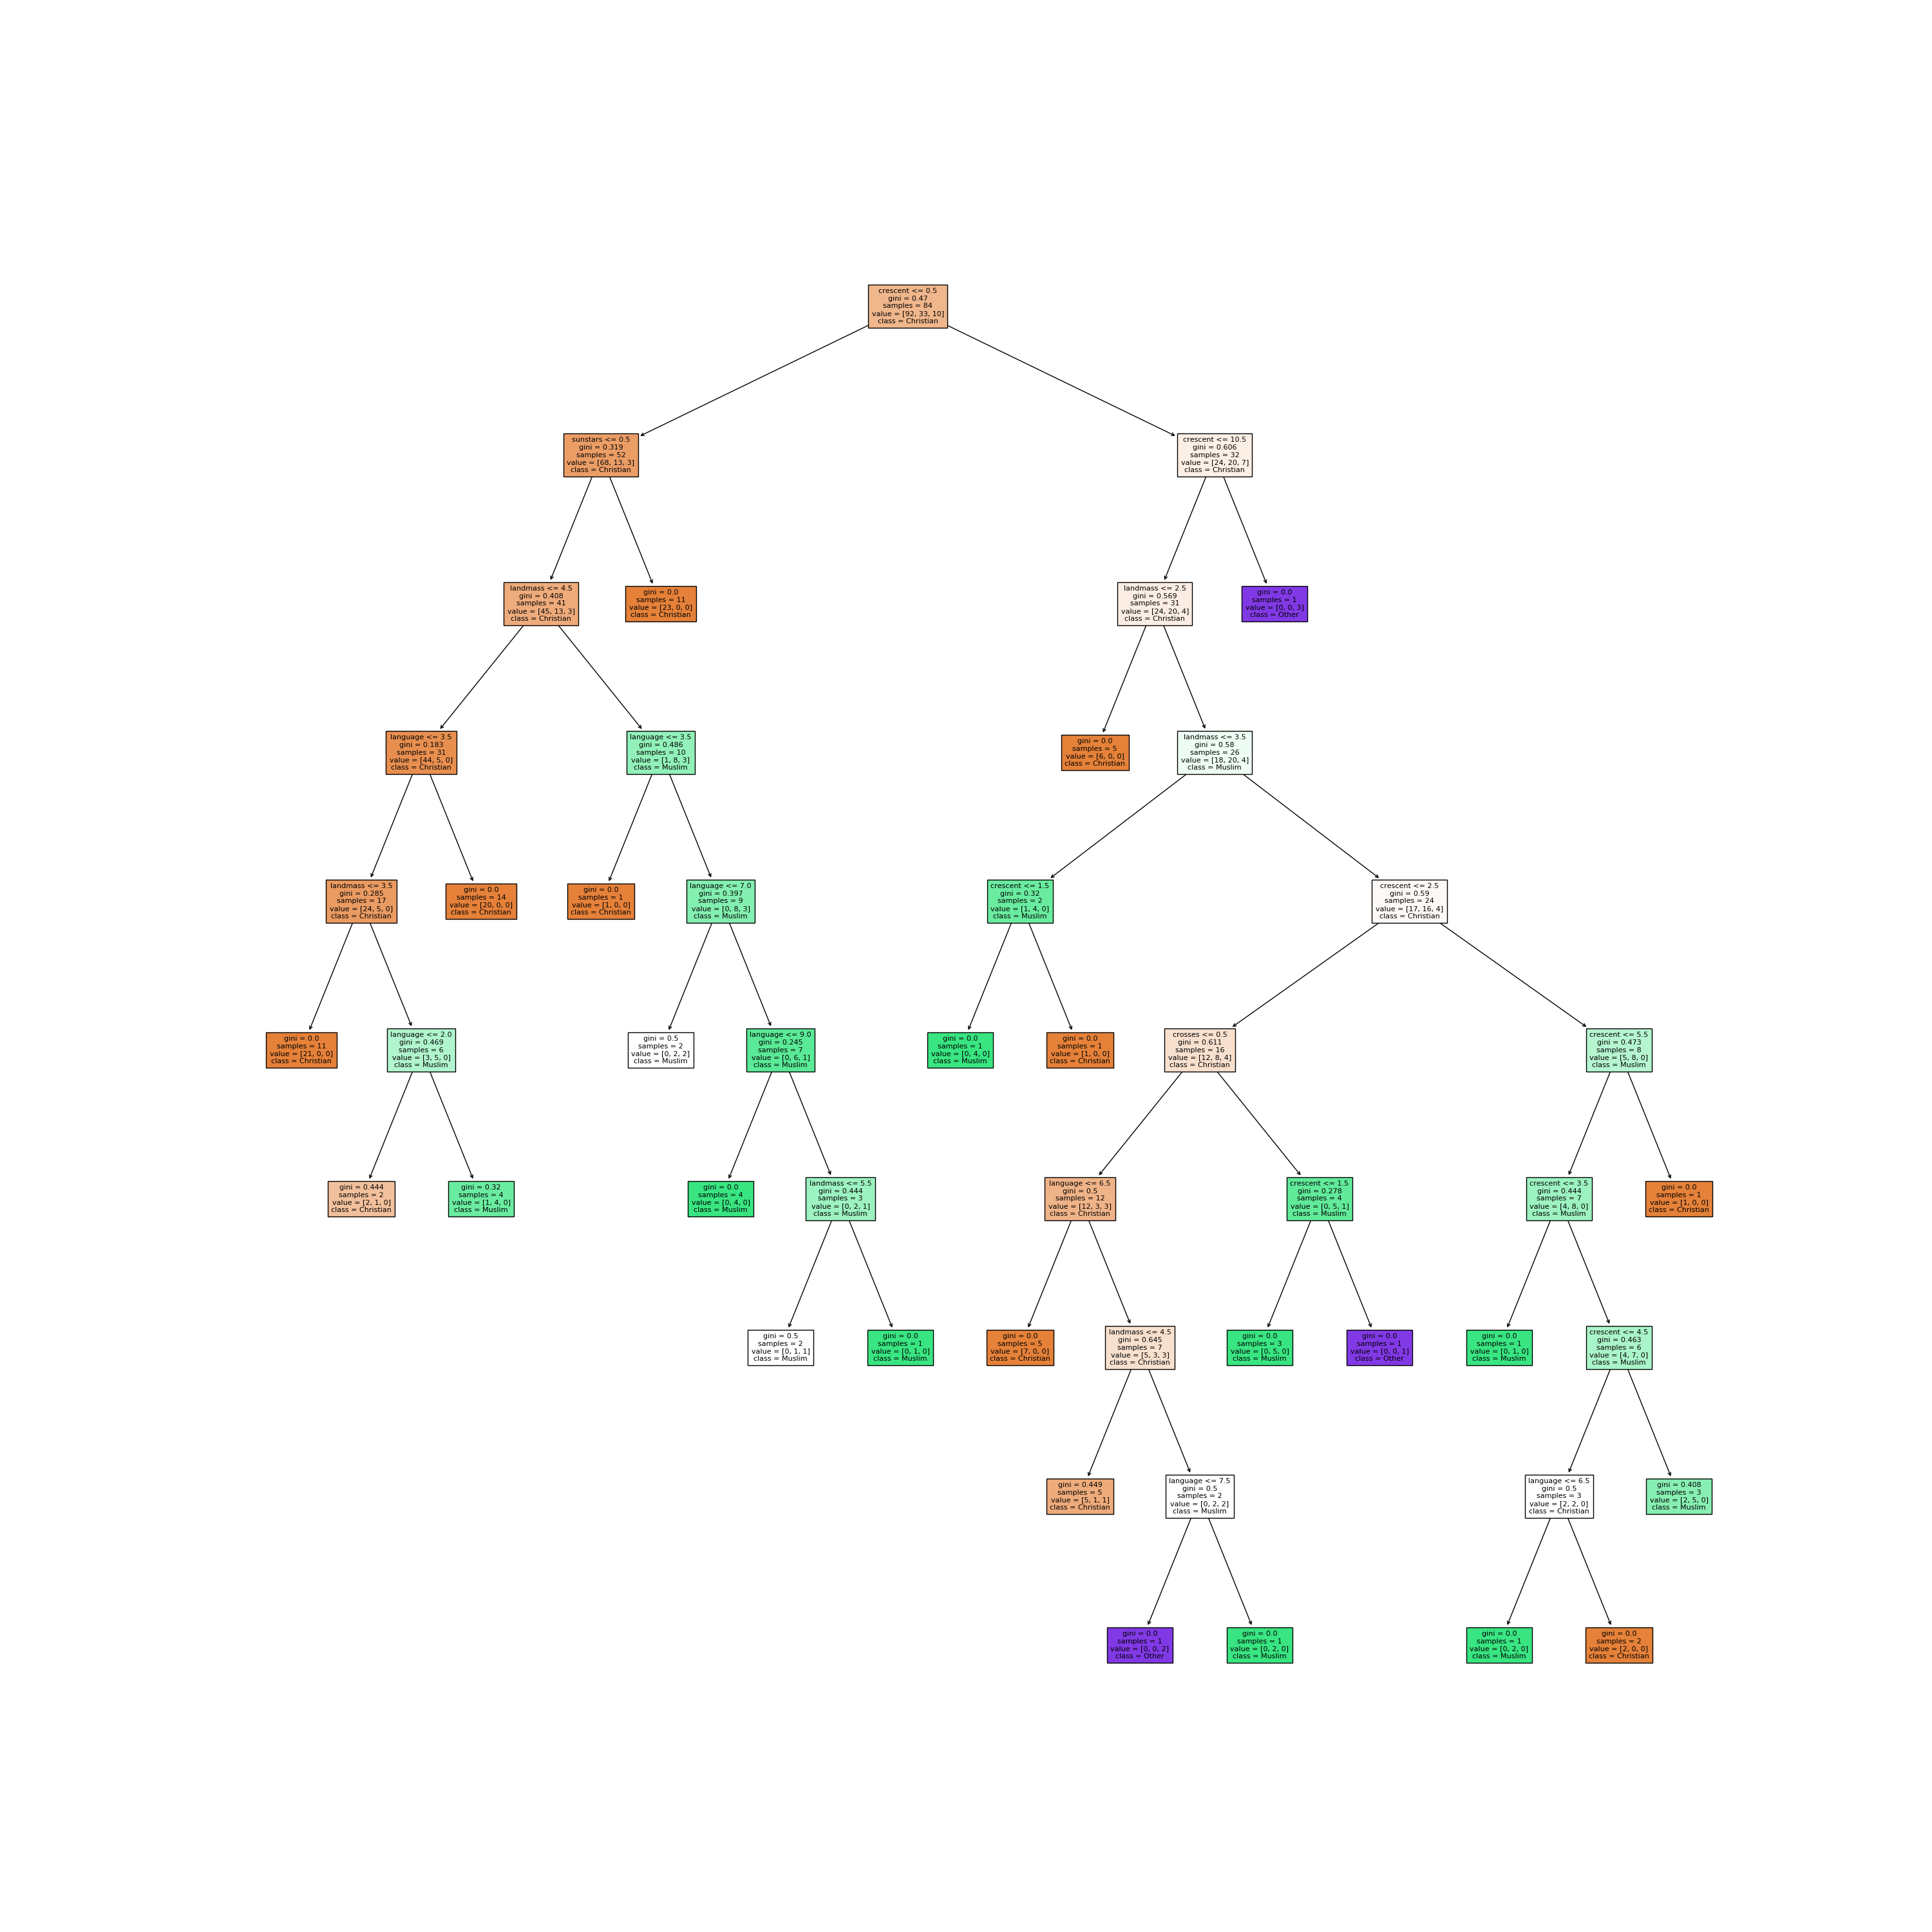 crescent <= 0.5
gini = 0.47
samples = 84
value = [92, 33, 10]
class = Christian
sunstars <= 0.5
gini = 0.319
samples = 52
value = [68, 13, 3]
class = Christian
crescent <= 10.5
gini = 0.606
samples = 32
value = [24, 20, 7]
class = Christian
landmass <= 4.5
gini = 0.408
samples = 41
value = [45, 13, 3]
class = Christian
gini = 0.0
samples = 11
value = [23, 0, 0]
class = Christian
landmass <= 2.5
gini = 0.569
samples = 31
value = [24, 20, 4]
class = Christian
gini = 0.0
samples = 1
value = [0, 0, 3]
class = Other
language <= 3.5
gini = 0.183
samples = 31
value = [44, 5, 0]
class = Christian
language <= 3.5
gini = 0.486
samples = 10
value = [1, 8, 3]
class = Muslim
gini = 0.0
samples = 5
value = [6, 0, 0]
class = Christian
landmass <= 3.5
gini = 0.58
samples = 26
value = [18, 20, 4]
class = Muslim
landmass <= 3.5
gini = 0.285
samples = 17
value = [24, 5, 0]
class = Christian
gini = 0.0
samples = 14
value = [20, 0, 0]
class = Christian
gini = 0.0
samples = 1
value = [1, 0, 0]
class = Christian
language <= 7.0
gini = 0.397
samples = 9
value = [0, 8, 3]
class = Muslim
crescent <= 1.5
gini = 0.32
samples = 2
value = [1, 4, 0]
class = Muslim
crescent <= 2.5
gini = 0.59
samples = 24
value = [17, 16, 4]
class = Christian
gini = 0.0
samples = 11
value = [21, 0, 0]
class = Christian
language <= 2.0
gini = 0.469
samples = 6
value = [3, 5, 0]
class = Muslim
gini = 0.5
samples = 2
value = [0, 2, 2]
class = Muslim
language <= 9.0
gini = 0.245
samples = 7
value = [0, 6, 1]
class = Muslim
gini = 0.0
samples = 1
value = [0, 4, 0]
class = Muslim
gini = 0.0
samples = 1
value = [1, 0, 0]
class = Christian
crosses <= 0.5
gini = 0.611
samples = 16
value = [12, 8, 4]
class = Christian
crescent <= 5.5
gini = 0.473
samples = 8
value = [5, 8, 0]
class = Muslim
gini = 0.444
samples = 2
value = [2, 1, 0]
class = Christian
gini = 0.32
samples = 4
value = [1, 4, 0]
class = Muslim
gini = 0.0
samples = 4
value = [0, 4, 0]
class = Muslim
landmass <= 5.5
gini = 0.444
samples = 3
value = [0, 2, 1]
class = Muslim
language <= 6.5
gini = 0.5
samples = 12
value = [12, 3, 3]
class = Christian
crescent <= 1.5
gini = 0.278
samples = 4
value = [0, 5, 1]
class = Muslim
crescent <= 3.5
gini = 0.444
samples = 7
value = [4, 8, 0]
class = Muslim
gini = 0.0
samples = 1
value = [1, 0, 0]
class = Christian
gini = 0.5
samples = 2
value = [0, 1, 1]
class = Muslim
gini = 0.0
samples = 1
value = [0, 1, 0]
class = Muslim
gini = 0.0
samples = 5
value = [7, 0, 0]
class = Christian
landmass <= 4.5
gini = 0.645
samples = 7
value = [5, 3, 3]
class = Christian
gini = 0.0
samples = 3
value = [0, 5, 0]
class = Muslim
gini = 0.0
samples = 1
value = [0, 0, 1]
class = Other
gini = 0.0
samples = 1
value = [0, 1, 0]
class = Muslim
crescent <= 4.5
gini = 0.463
samples = 6
value = [4, 7, 0]
class = Muslim
gini = 0.449
samples = 5
value = [5, 1, 1]
class = Christian
language <= 7.5
gini = 0.5
samples = 2
value = [0, 2, 2]
class = Muslim
language <= 6.5
gini = 0.5
samples = 3
value = [2, 2, 0]
class = Christian
gini = 0.408
samples = 3
value = [2, 5, 0]
class = Muslim
gini = 0.0
samples = 1
value = [0, 0, 2]
class = Other
gini = 0.0
samples = 1
value = [0, 2, 0]
class = Muslim
gini = 0.0
samples = 1
value = [0, 2, 0]
class = Muslim
gini = 0.0
samples = 2
value = [2, 0, 0]
class = Christian